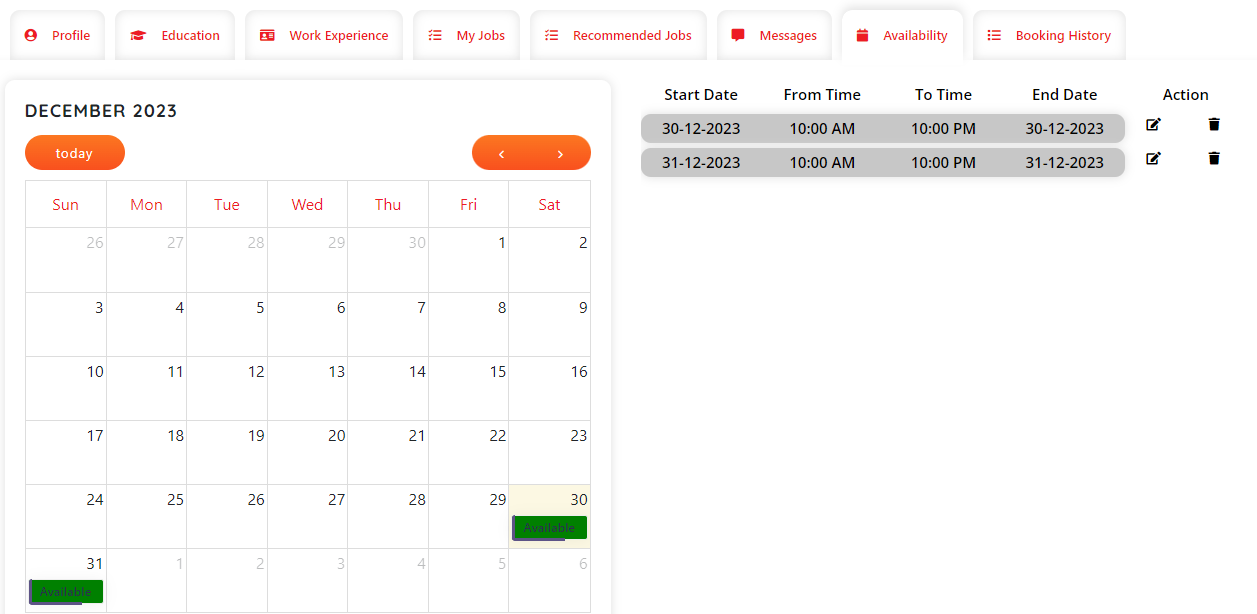 Profile Education Work Experience My Jobs Recommended Jobs Messages Availability Booking History
DECEMBER 2023
today ‹ ›
Sun Mon Tue Wed Thu Fri Sat
26 27 28 29 30 1 2
3 4 5 6 7 8 9
10 11 12 13 14 15 16
17 18 19 20 21 22 23
24 25 26 27 28 29 30
Available
31 1 2 3 4 5 6
Available
Start Date From Time To Time End Date Action
30-12-2023 10:00 AM 10:00 PM 30-12-2023
31-12-2023 10:00 AM 10:00 PM 31-12-2023